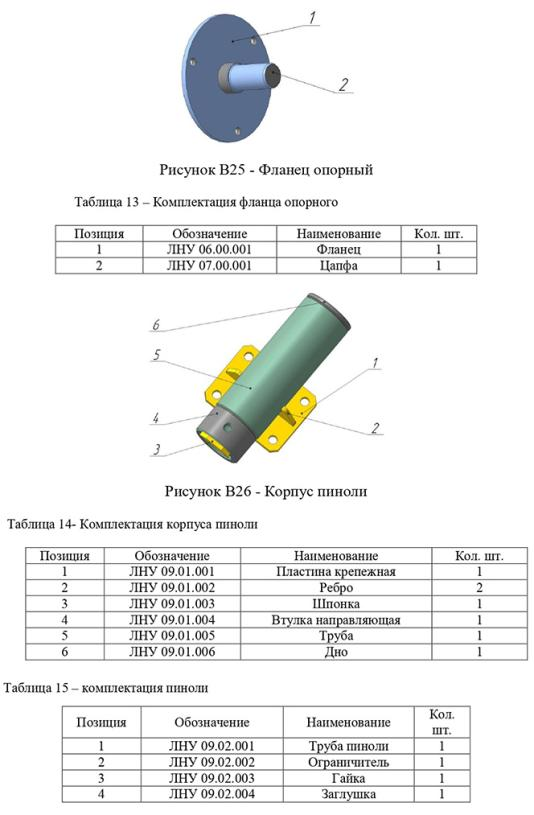 1
2
Рисунок В25 - Фланец опорный
Таблица 13 – Комплектация фланца опорного
Позиция Обозначение Наименование Кол. шт.
1 ЛНУ 06.00.001 Фланец 1
2 ЛНУ 07.00.001 Цапфа 1
6
5
1
4
2
3
Рисунок В26 - Корпус пиноли
Таблица 14- Комплектация корпуса пиноли
Позиция Обозначение Наименование Кол. шт.
1 ЛНУ 09.01.001 Пластина крепежная 1
2 ЛНУ 09.01.002 Ребро 2
3 ЛНУ 09.01.003 Шпонка 1
4 ЛНУ 09.01.004 Втулка направляющая 1
5 ЛНУ 09.01.005 Труба 1
6 ЛНУ 09.01.006 Дно 1
Таблица 15 – комплектация пиноли
Позиция Обозначение Наименование Кол.
шт.
1 ЛНУ 09.02.001 Труба пиноли 1
2 ЛНУ 09.02.002 Ограничитель 1
3 ЛНУ 09.02.003 Гайка 1
4 ЛНУ 09.02.004 Заглушка 1